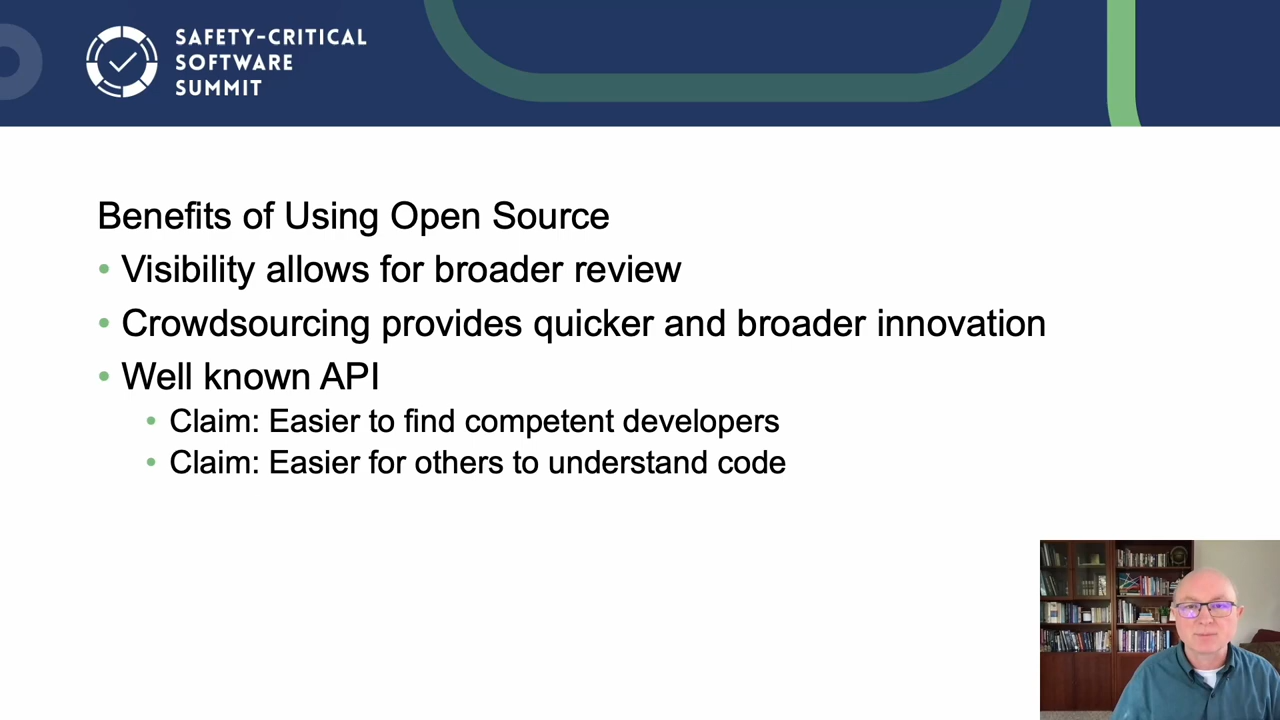 SAFETY-CRITICAL
SOFTWARE
SUMMIT
Benefits of Using Open Source
• Visibility allows for broader review
• Crowdsourcing provides quicker and broader innovation
• Well known API
• Claim: Easier to find competent developers
• Claim: Easier for others to understand code